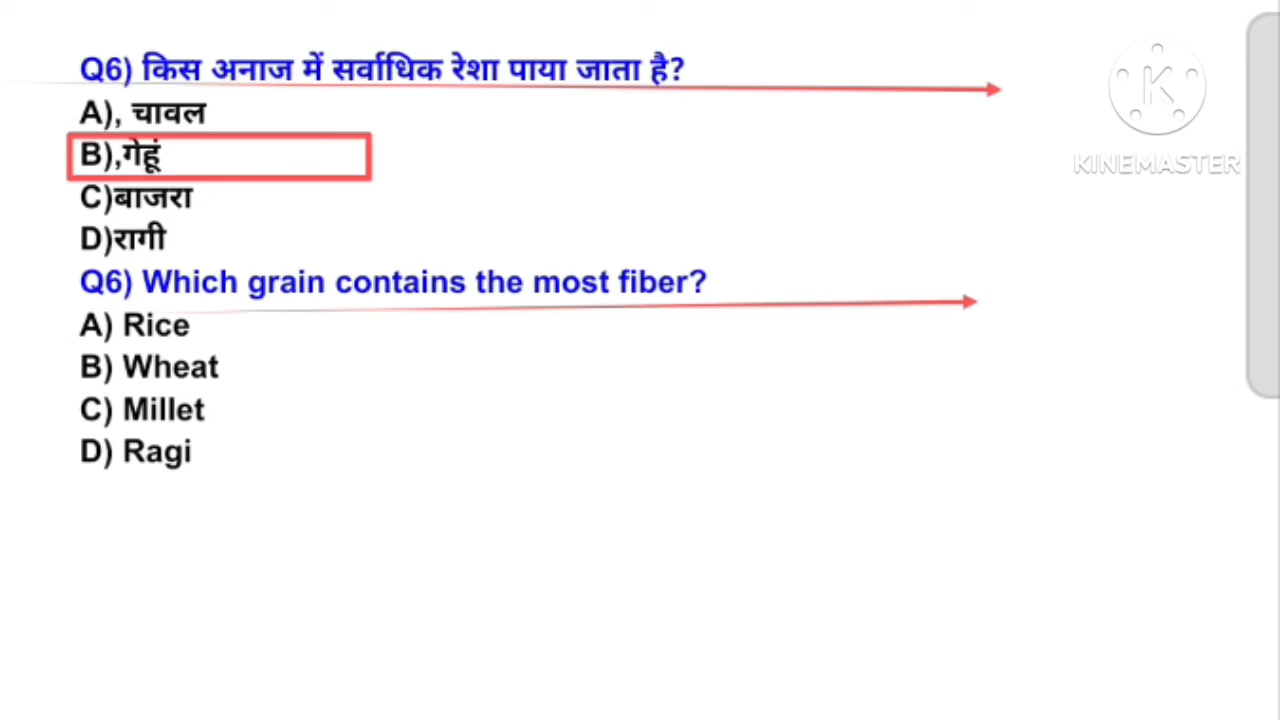 Q6) किस अनाज में सर्वाधिक रेशा पाया जाता है?
A), चावल
B),गेहूं
C)बाजरा
D)रागी
Q6) Which grain contains the most fiber?
A) Rice
B) Wheat
C) Millet
D) Ragi
K
KINEMASTER